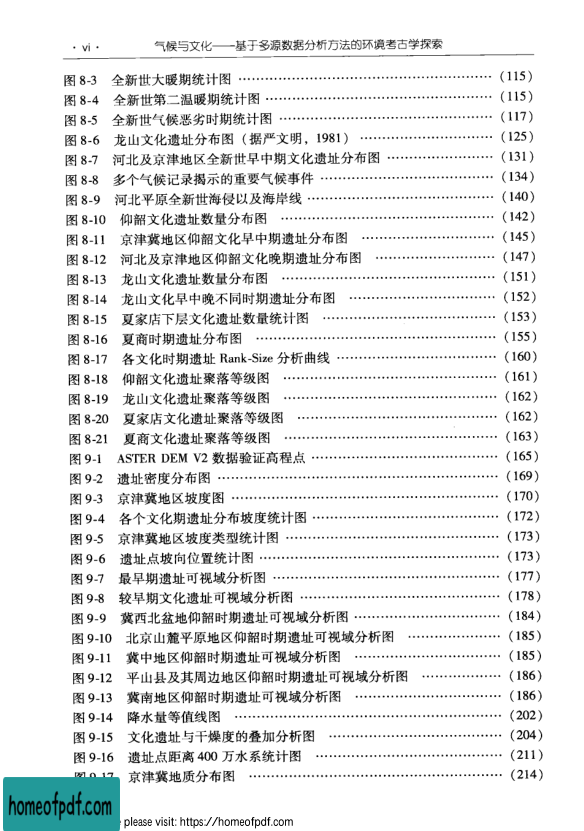 · vi · 气候与文化——基于多源数据分析方法的环境考古学探索
图 8-3 全新世大暖期统计图 …………………………………………… (115)
图 8-4 全新世第二温暖期统计图 …………………………………………… (115)
图 8-5 全新世气候恶劣时期统计图 …………………………………………… (117)
图 8-6 龙山文化遗址分布图（据严文明，1981） …………………………………………… (125)
图 8-7 河北及京津地区全新世早中期文化遗址分布图 …………………………………………… (131)
图 8-8 多个气候记录揭示的重要气候事件 …………………………………………… (134)
图 8-9 河北平原全新世海侵以及海岸线 …………………………………………… (140)
图 8-10 仰韶文化遗址数量分布图 …………………………………………… (142)
图 8-11 京津冀地区仰韶文化早中期遗址分布图 …………………………………………… (145)
图 8-12 河北及京津地区仰韶文化晚期遗址分布图 …………………………………………… (147)
图 8-13 龙山文化遗址数量分布图 …………………………………………… (151)
图 8-14 龙山文化早中晚不同时期遗址分布图 …………………………………………… (152)
图 8-15 夏家店下层文化遗址数量统计图 …………………………………………… (153)
图 8-16 夏商时期遗址分布图 …………………………………………… (155)
图 8-17 各文化时期遗址 Rank-Size 分析曲线 …………………………………………… (160)
图 8-18 仰韶文化遗址聚落等级图 …………………………………………… (161)
图 8-19 龙山文化遗址聚落等级图 …………………………………………… (162)
图 8-20 夏家店文化遗址聚落等级图 …………………………………………… (162)
图 8-21 夏商文化遗址聚落等级图 …………………………………………… (163)
图 9-1 ASTER DEM V2 数据验证高程点 …………………………………………… (165)
图 9-2 遗址密度分布图 …………………………………………… (169)
图 9-3 京津冀地区坡度图 …………………………………………… (170)
图 9-4 各个文化期遗址分布坡度统计图 …………………………………………… (172)
图 9-5 京津冀地区坡度类型统计图 …………………………………………… (173)
图 9-6 遗址点坡向位置统计图 …………………………………………… (173)
图 9-7 最早期遗址可视域分析图 …………………………………………… (177)
图 9-8 较早期文化遗址可视域分析图 …………………………………………… (178)
图 9-9 冀西北盆地仰韶时期遗址可视域分析图 …………………………………………… (184)
图 9-10 北京山麓平原地区仰韶时期遗址可视域分析图 …………………………………………… (185)
图 9-11 冀中地区仰韶时期遗址可视域分析图 …………………………………………… (185)
图 9-12 平山县及其周边地区仰韶时期遗址可视域分析图 …………………………………………… (186)
图 9-13 冀南地区仰韶时期遗址可视域分析图 …………………………………………… (186)
图 9-14 降水量等值线图 …………………………………………… (202)
图 9-15 文化遗址与干燥度的叠加分析图 …………………………………………… (204)
图 9-16 遗址点距离 400 万水系统计图 …………………………………………… (211)
图 9-17 京津冀地质分布图 …………………………………………… (214)
homeofpdf.com
please visit: https://homeofpdf.com